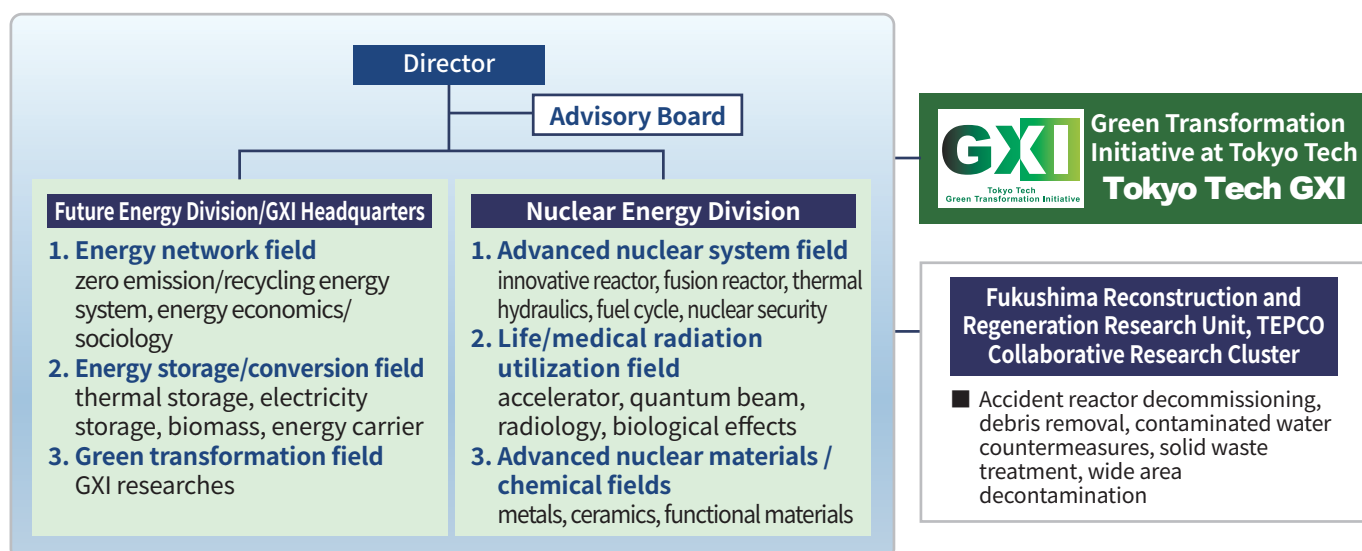 Director
Advisory Board
Future Energy Division/GXI Headquarters
1. Energy network field
zero emission/recycling energy
system, energy economics/
sociology
2. Energy storage/conversion field
thermal storage, electricity
storage, biomass, energy carrier
3. Green transformation field
GXI researches
Nuclear Energy Division
1. Advanced nuclear system field
innovative reactor, fusion reactor, thermal
hydraulics, fuel cycle, nuclear security
2. Life/medical radiation
utilization field
accelerator, quantum beam,
radiology, biological effects
3. Advanced nuclear materials /
chemical fields
metals, ceramics, functional materials
GXI
Tokyo Tech
Green Transformation Initiative
Green Transformation
Initiative at Tokyo Tech
Tokyo Tech GXI
Fukushima Reconstruction and
Regeneration Research Unit, TEPCO
Collaborative Research Cluster
■ Accident reactor decommissioning,
debris removal, contaminated water
countermeasures, solid waste
treatment, wide area
decontamination